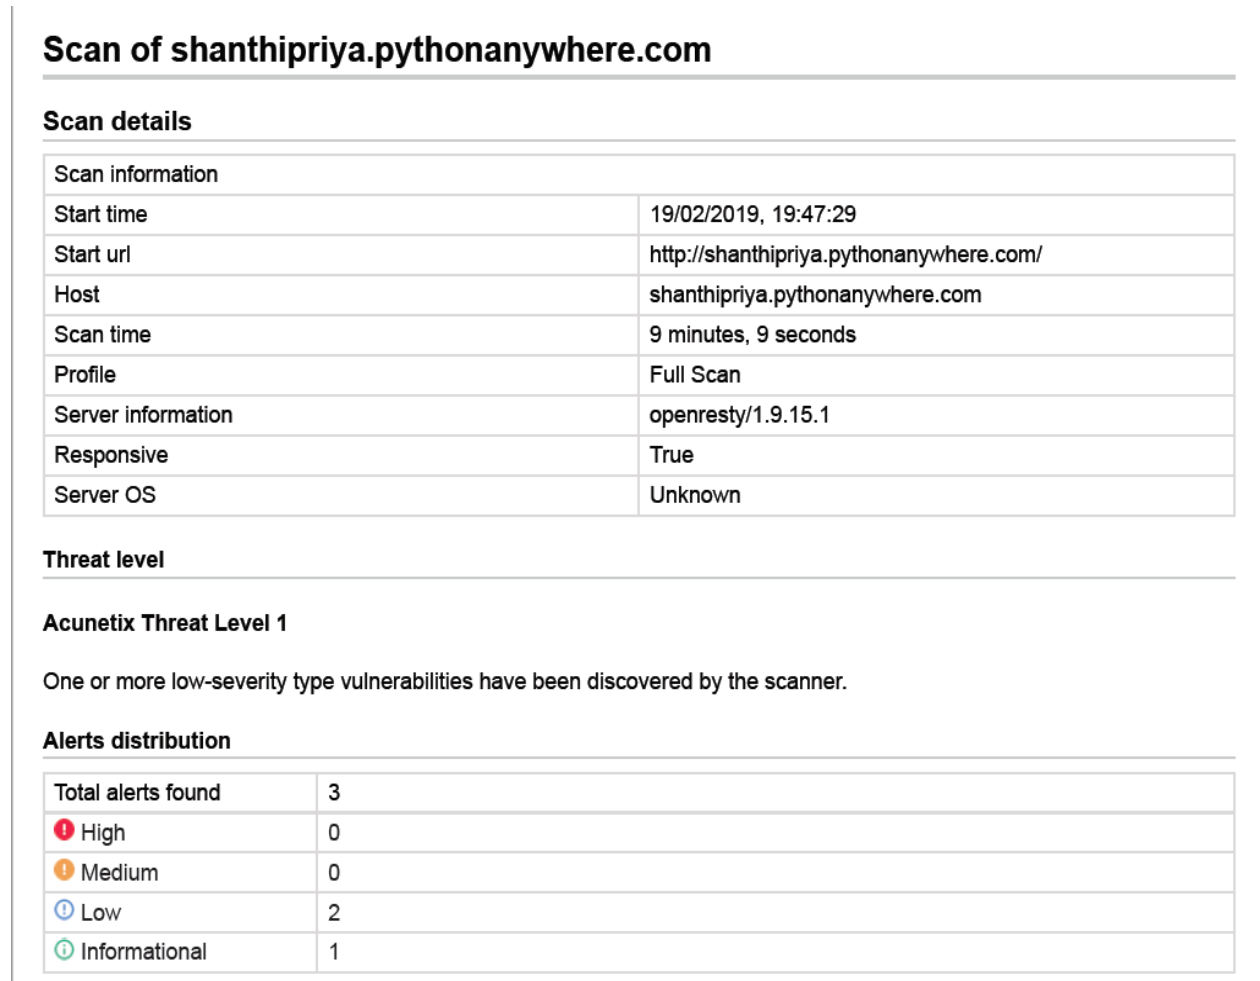 Scan of shanthipriya.pythonanywhere.com
Scan details
Scan information
Start time 19/02/2019, 19:47:29
Start url http://shanthipriya.pythonanywhere.com/
Host shanthipriya.pythonanywhere.com
Scan time 9 minutes, 9 seconds
Profile Full Scan
Server information openresty/1.9.15.1
Responsive True
Server OS Unknown
Threat level
Acunetix Threat Level 1
One or more low-severity type vulnerabilities have been discovered by the scanner.
Alerts distribution
Total alerts found 3
High 0
Medium 0
Low 2
Informational 1